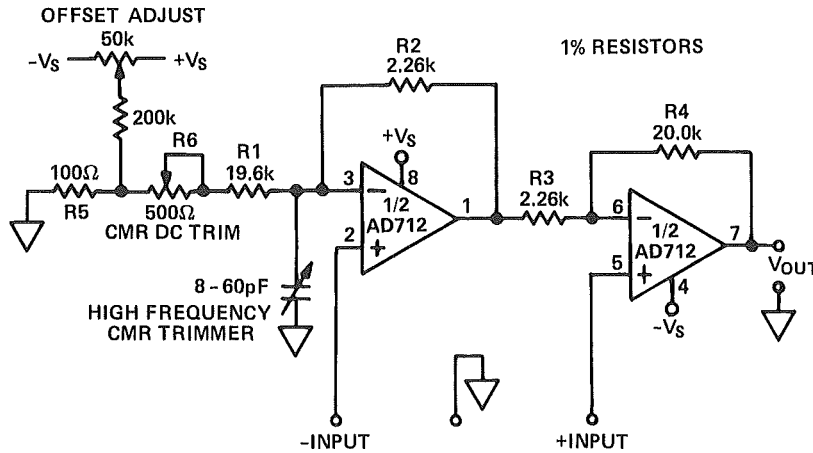 OFFSET ADJUST
50k
−VS
+VS
200k
R6
100Ω
R5
500Ω
CMR DC TRIM
R1
19.6k
8–60pF
HIGH FREQUENCY
CMR TRIMMER
R2
2.26k
+VS
3
−
8
1/2
AD712
1
2
+
−INPUT
1% RESISTORS
R3
2.26k
R4
20.0k
6
−
1/2
AD712
7
5
+
4
−VS
VOUT
+INPUT